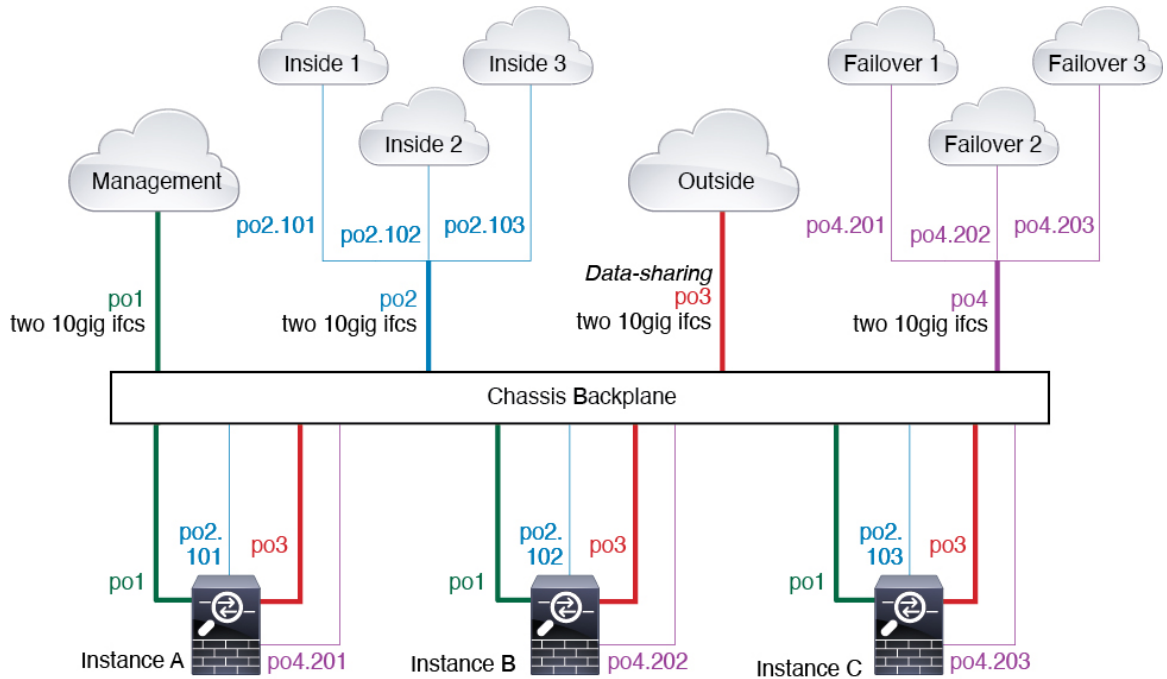 Inside 1
Inside 3
Failover 1
Failover 3
Inside 2
Failover 2
Management
Outside
po2.101
po2.102
po2.103
po4.201
po4.202
po4.203
Data-sharing
po1
two 10gig ifcs
po2
two 10gig ifcs
po3
two 10gig ifcs
po4
two 10gig ifcs
Chassis Backplane
po2.
101
po3
po1
Instance A
po4.201
po2.
102
po3
po1
Instance B
po4.202
po2.
103
po3
po1
Instance C
po4.203